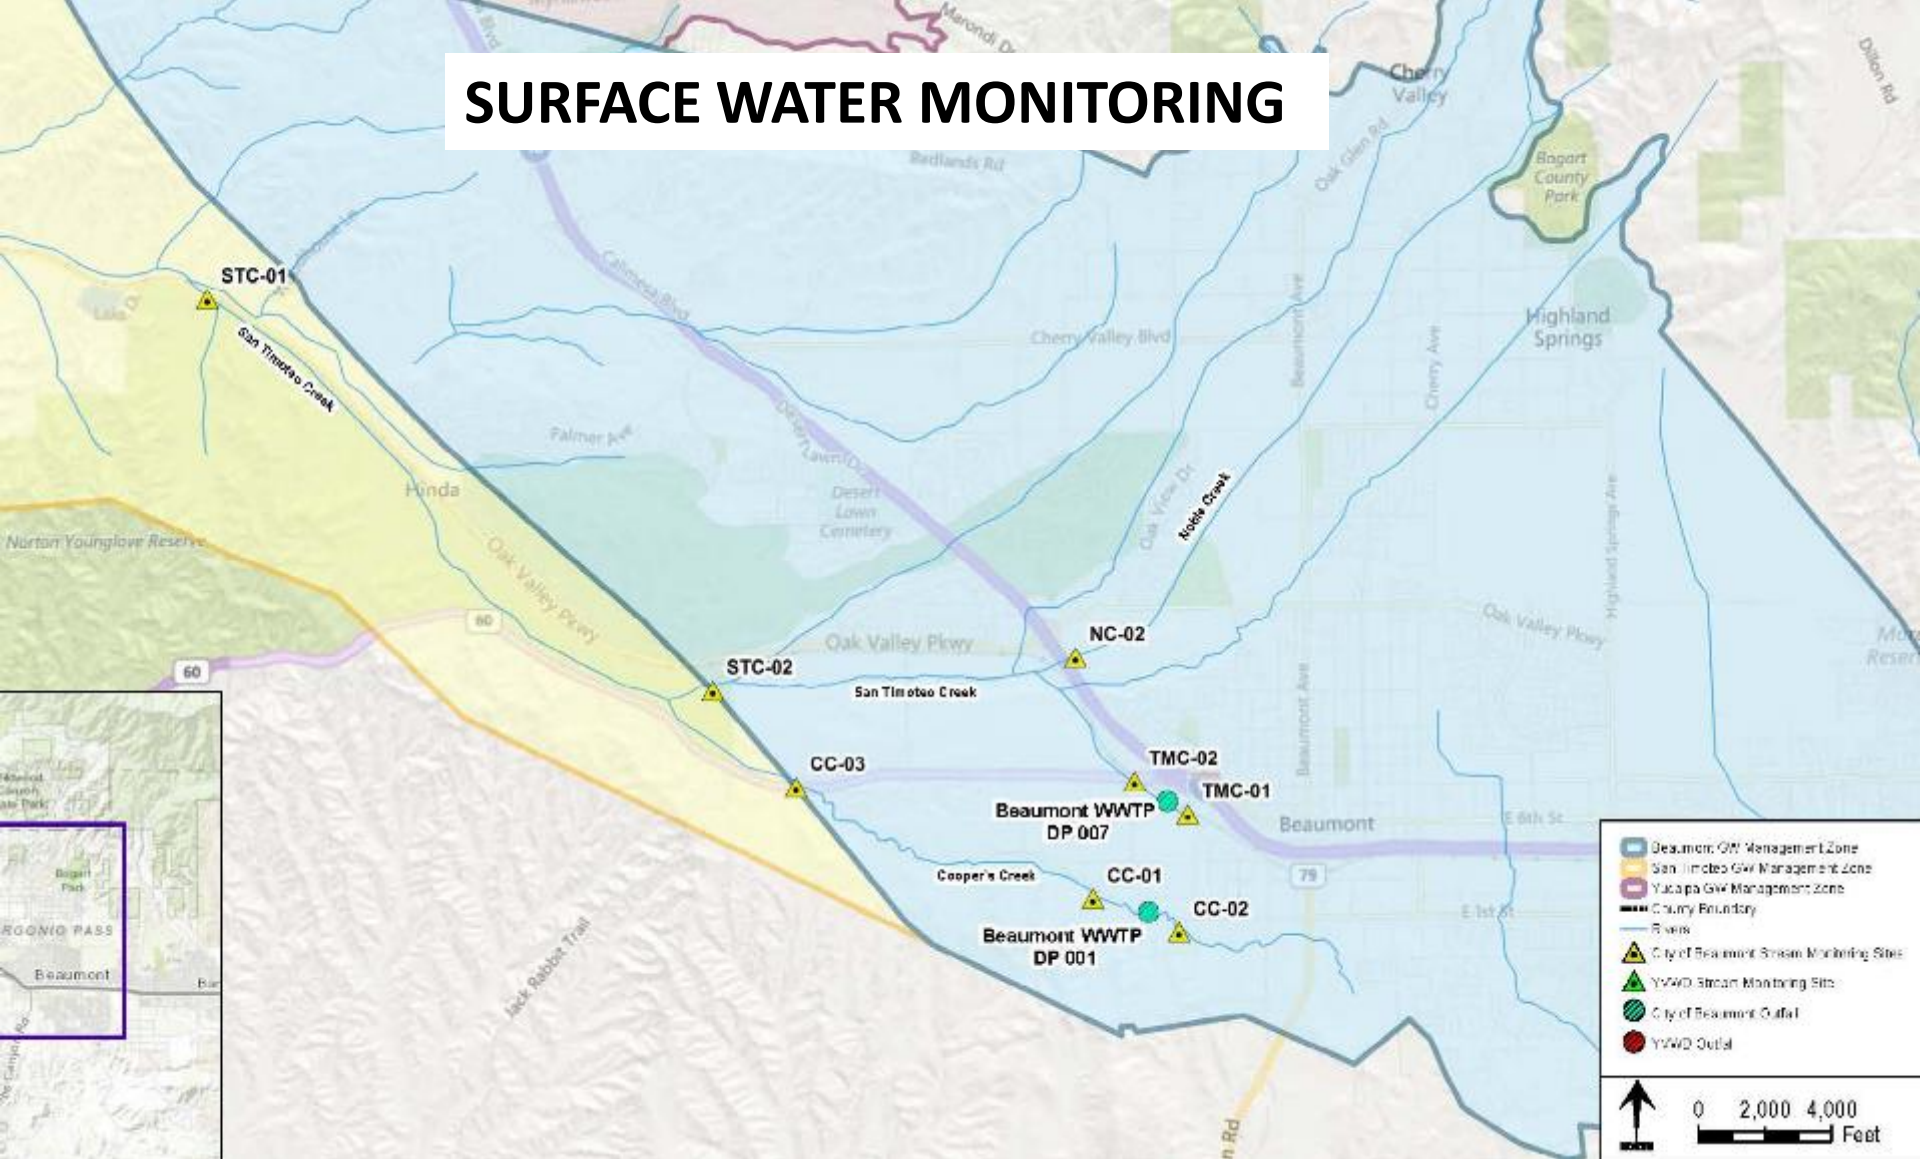 SURFACE WATER MONITORING
Marondi Dr
Cherry
Valley
Dillon Rd
Redlands Rd
Oak Glen Rd
Bogart
County
Park
STC-01
San Timoteo Creek
Calimesa Blvd
Cherry Valley Blvd
Beaumont Ave
Cherry Ave
Highland
Springs
Palmer Ave
Desert Lawn Dr
Hinda
Desert
Lawn
Cemetery
Oak View Dr
Noble Creek
Highland Springs Ave
Norton Younglove Reserve
Oak Valley Pkwy
60
Oak Valley Pkwy
NC-02
Oak Valley Pkwy
60
STC-02
San Timoteo Creek
Beaumont Ave
CC-03
TMC-02
TMC-01
Beaumont WWTP
DP 007
Beaumont
E 6th St
Cooper's Creek
CC-01
79
CC-02
E 1st St
Beaumont WWTP
DP 001
Jack Rabbit Trail
Bogart
Park
RGONIO PASS
Beaumont
Ban
n Rd
Beaumont GW Management Zone
San Timoteo GW Management Zone
Yucaipa GW Management Zone
County Boundary
Rivers
City of Beaumont Stream Monitoring Sites
YVWD Stream Monitoring Site
City of Beaumont Outfall
YVWD Outfall
0 2,000 4,000
Feet